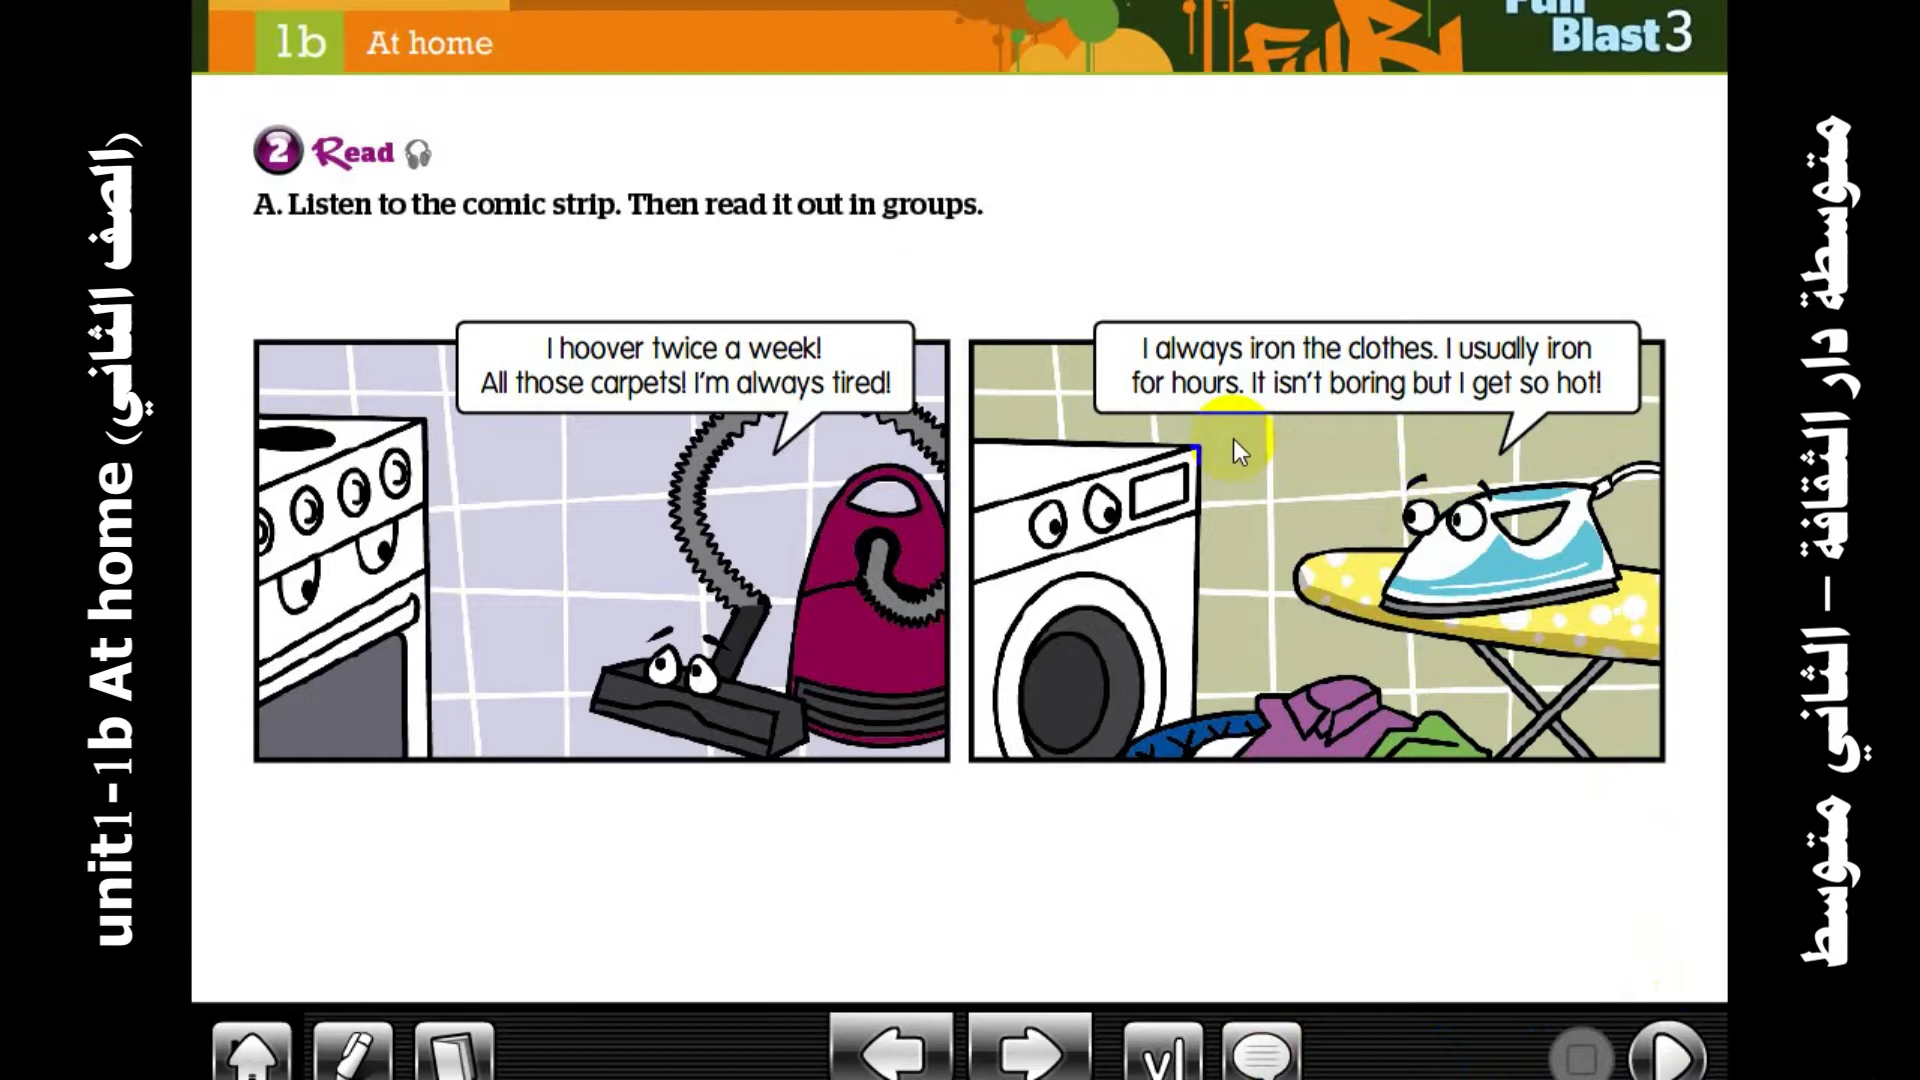 1b At home
Full
Blast 3
FULL
2 Read
A. Listen to the comic strip. Then read it out in groups.
I hoover twice a week!
All those carpets! I'm always tired!
I always iron the clothes. I usually iron
for hours. It isn't boring but I get so hot!
unit1-1b At home (الصف الثاني)
متوسطة دار الثقافة – الثاني متوسط